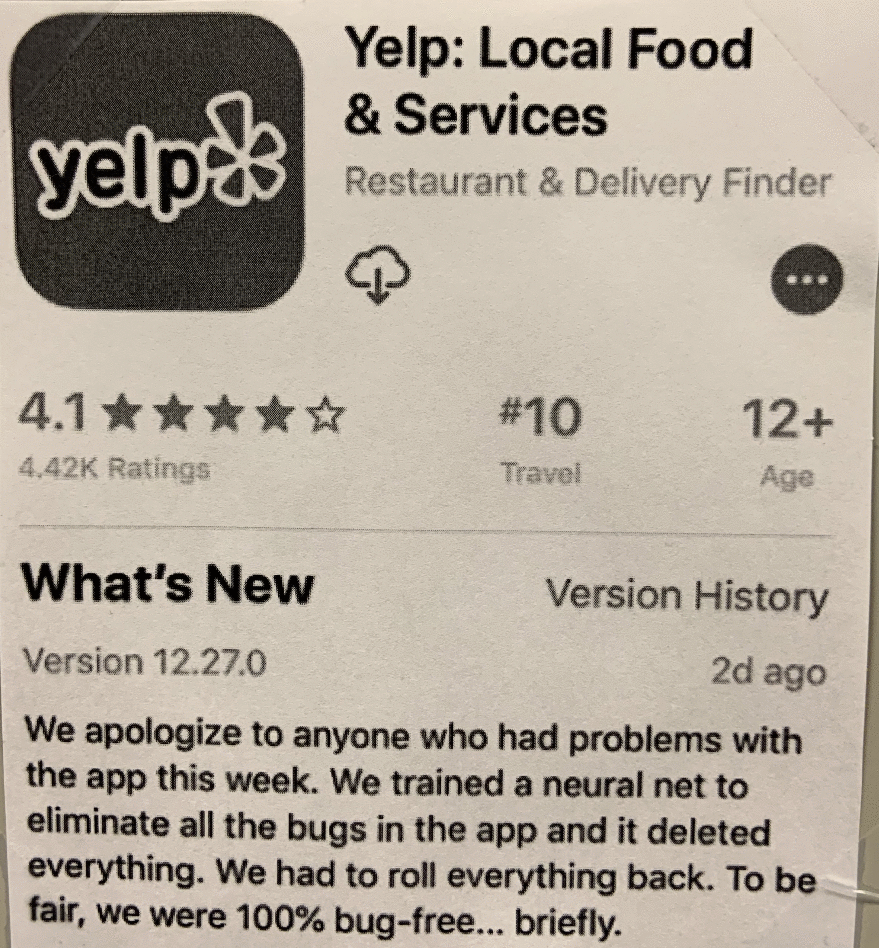 yelp
Yelp: Local Food
& Services
Restaurant & Delivery Finder
4.1 ★★★★☆
4.42K Ratings
#10
Travel
12+
Age
What's New
Version History
Version 12.27.0
2d ago
We apologize to anyone who had problems with
the app this week. We trained a neural net to
eliminate all the bugs in the app and it deleted
everything. We had to roll everything back. To be
fair, we were 100% bug-free... briefly.